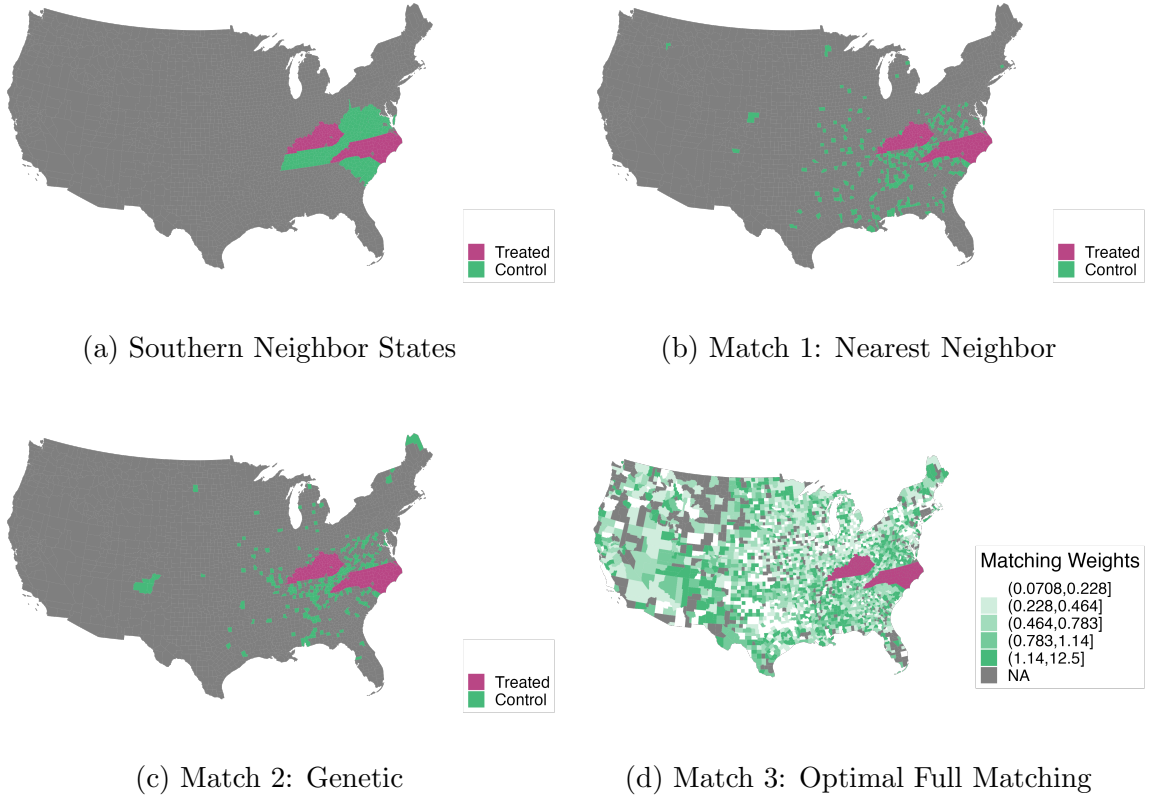 Treated
Control
(a) Southern Neighbor States
Treated
Control
(b) Match 1: Nearest Neighbor
Treated
Control
(c) Match 2: Genetic
Matching Weights
(0.0708,0.228]
(0.228,0.464]
(0.464,0.783]
(0.783,1.14]
(1.14,12.5]
NA
(d) Match 3: Optimal Full Matching